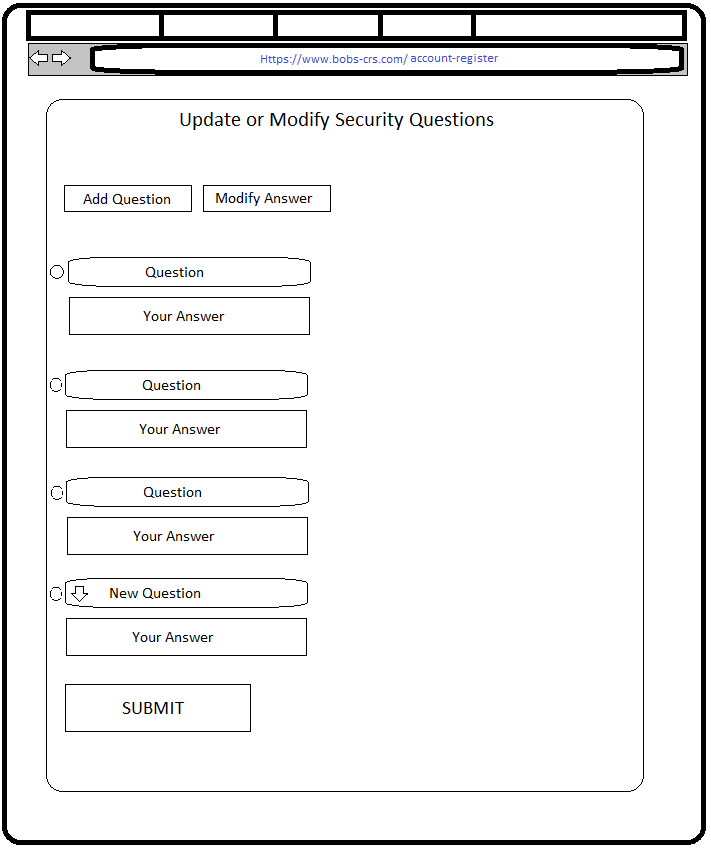 Https://www.bobs-crs.com/ account-register
Update or Modify Security Questions
Add Question Modify Answer
Question
Your Answer
Question
Your Answer
Question
Your Answer
New Question
Your Answer
SUBMIT